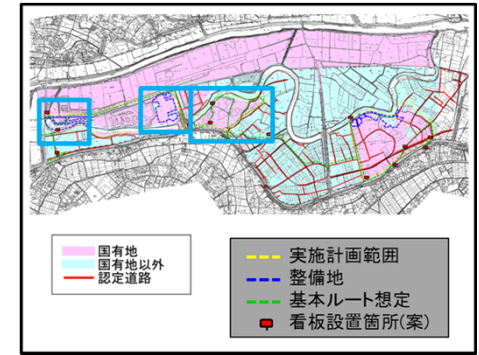 国有地
国有地以外
認定道路
実施計画範囲
整備地
基本ルート想定
看板設置箇所(案)